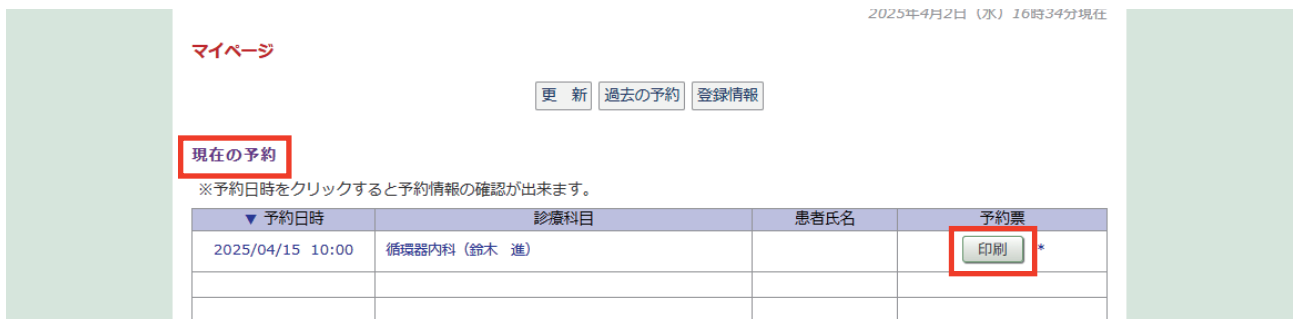 2025年4月2日（水）16時34分現在
マイページ
更　新 過去の予約 登録情報
現在の予約
※予約日時をクリックすると予約情報の確認が出来ます。
▼ 予約日時 診療科目 患者氏名 予約票
2025/04/15 10:00 循環器内科（鈴木　進） 印刷 *